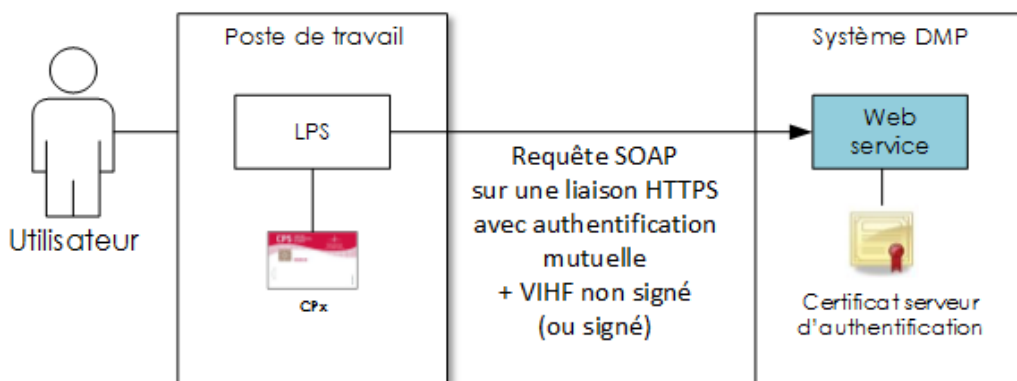 Poste de travail
Système DMP
LPS
Web
service
Requête SOAP
sur une liaison HTTPS
avec authentification
mutuelle
+ VIHF non signé
(ou signé)
Utilisateur
CPS
CPx
Certificat serveur
d'authentification